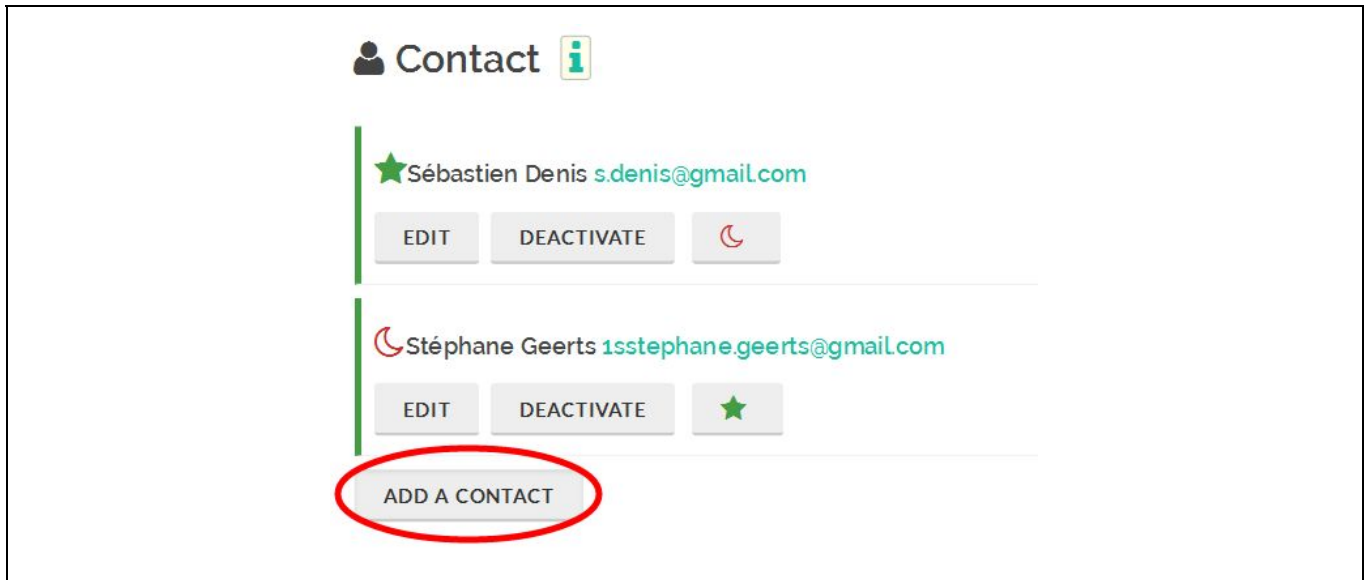 Contact i
Sébastien Denis s.denis@gmail.com
EDIT DEACTIVATE
Stéphane Geerts 1sstephane.geerts@gmail.com
EDIT DEACTIVATE
ADD A CONTACT